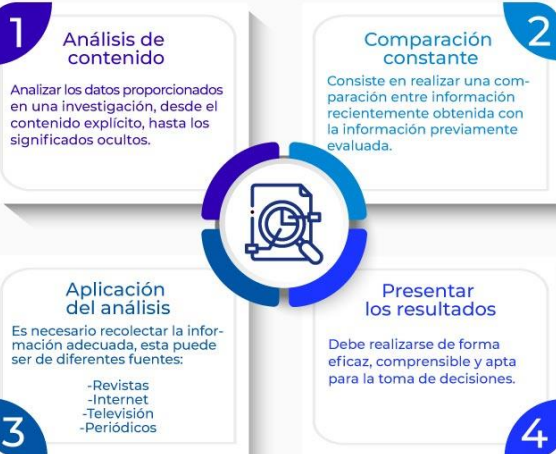 1
Análisis de
contenido
Analizar los datos proporcionados
en una investigación, desde el
contenido explícito, hasta los
significados ocultos.
2
Comparación
constante
Consiste en realizar una com-
paración entre información
recientemente obtenida con
la información previamente
evaluada.
3
Aplicación
del análisis
Es necesario recolectar la infor-
mación adecuada, esta puede
ser de diferentes fuentes:
-Revistas
-Internet
-Televisión
-Periódicos
4
Presentar
los resultados
Debe realizarse de forma
eficaz, comprensible y apta
para la toma de decisiones.